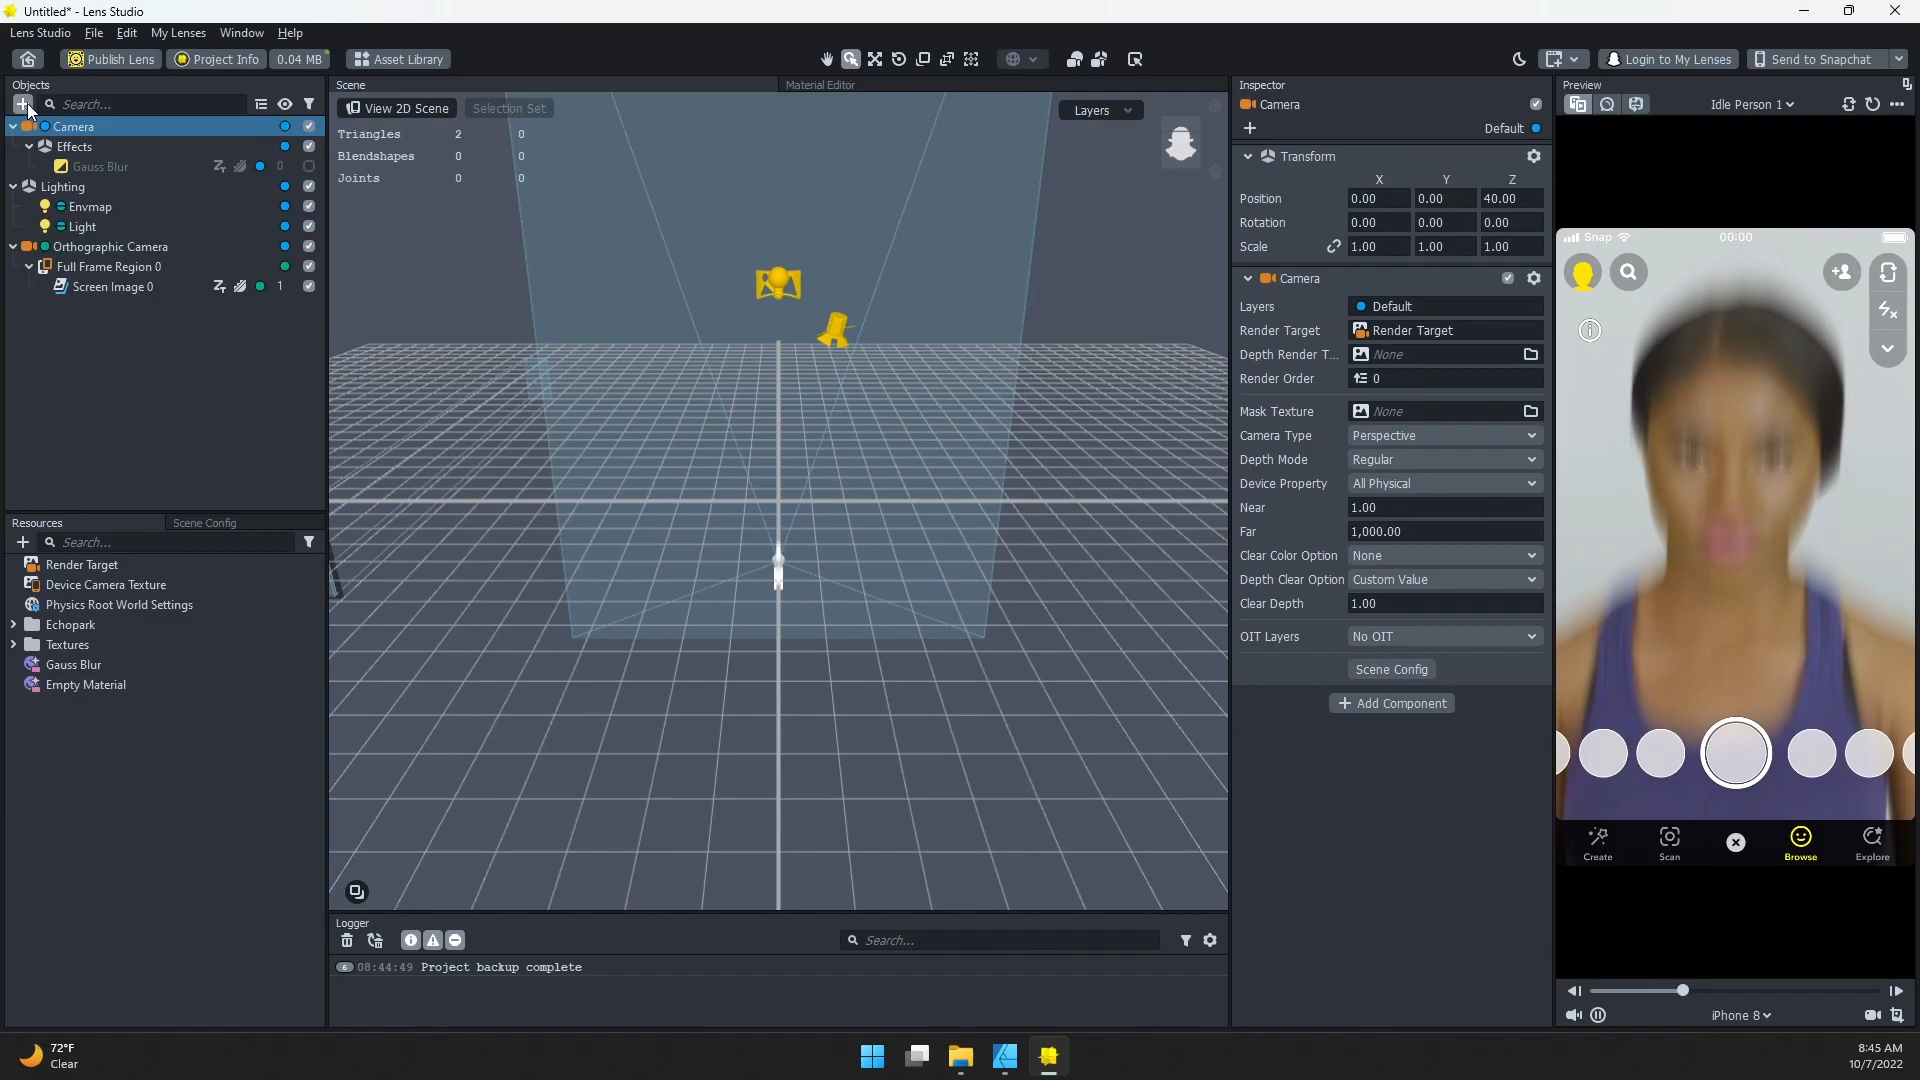 Untitled* - Lens Studio
Lens Studio File Edit My Lenses Window Help
Publish Lens Project Info 0.04 MB Asset Library Login to My Lenses Send to Snapchat
Objects
Search...
Camera
Effects
Gauss Blur 0
Lighting
Envmap
Light
Orthographic Camera
Full Frame Region 0
Screen Image 0 1
Resources Scene Config
Search...
Render Target
Device Camera Texture
Physics Root World Settings
Echopark
Textures
Gauss Blur
Empty Material
Scene Material Editor
View 2D Scene Selection Set Layers
Triangles 2 0
Blendshapes 0 0
Joints 0 0
Logger
Search...
6 08:44:49 Project backup complete
Inspector
Camera
Default
Transform
X Y Z
Position 0.00 0.00 40.00
Rotation 0.00 0.00 0.00
Scale 1.00 1.00 1.00
Camera
Layers Default
Render Target Render Target
Depth Render T... None
Render Order 0
Mask Texture None
Camera Type Perspective
Depth Mode Regular
Device Property All Physical
Near 1.00
Far 1,000.00
Clear Color Option None
Depth Clear Option Custom Value
Clear Depth 1.00
OIT Layers No OIT
Scene Config
Add Component
Preview
Idle Person 1
Snap 00:00
Create Scan Browse Explore
iPhone 8
72°F
Clear
8:45 AM
10/7/2022